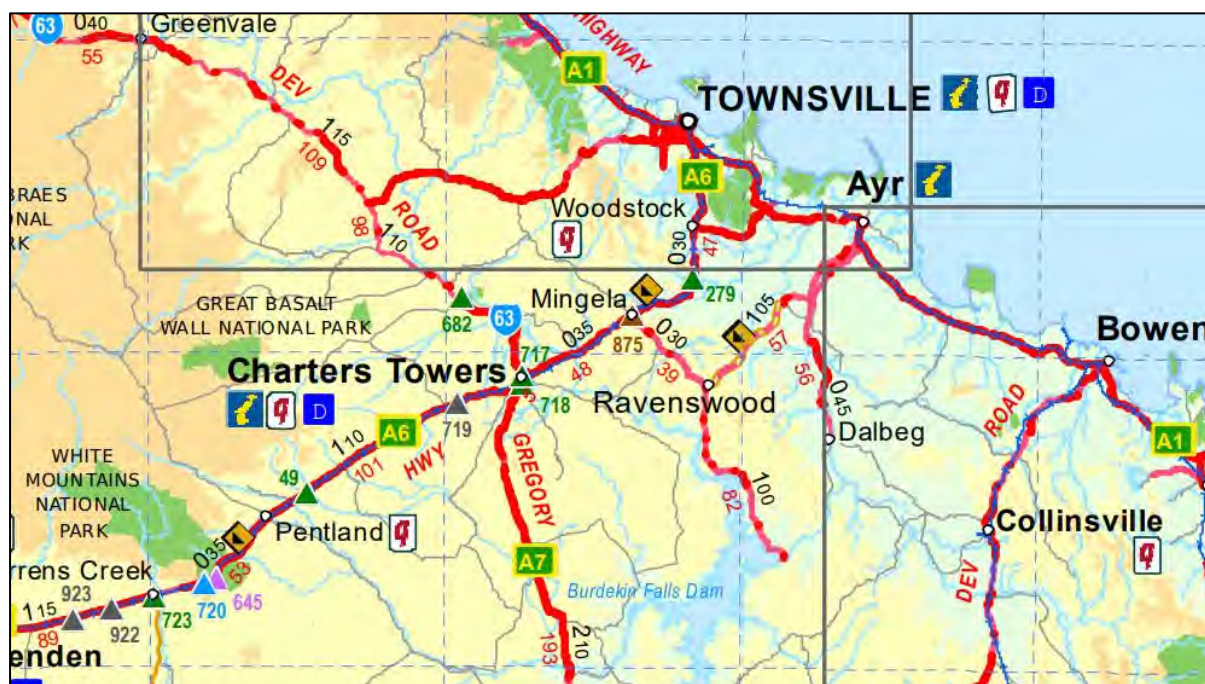 63
040
Greenvale
55
HIGHWAY
A1
DEV
TOWNSVILLE
D
115
109
A6
Ayr
BRAES
NATIONAL
PARK
ROAD
98
110
Woodstock
030
47
279
GREAT BASALT
WALL NATIONAL PARK
682
63
Mingela
035
875
030
105
57
Bowen
717
Charters Towers
48
39
56
D
718
Ravenswood
045
719
ROAD
110
A6
101
HWY
GREGORY
Dalbeg
A1
WHITE
MOUNTAINS
NATIONAL
PARK
49
100
82
Pentland
Collinsville
035
53
A7
Burdekin Falls Dam
DEV
rrens Creek
923
115
89
922
723
720
645
210
193
enden